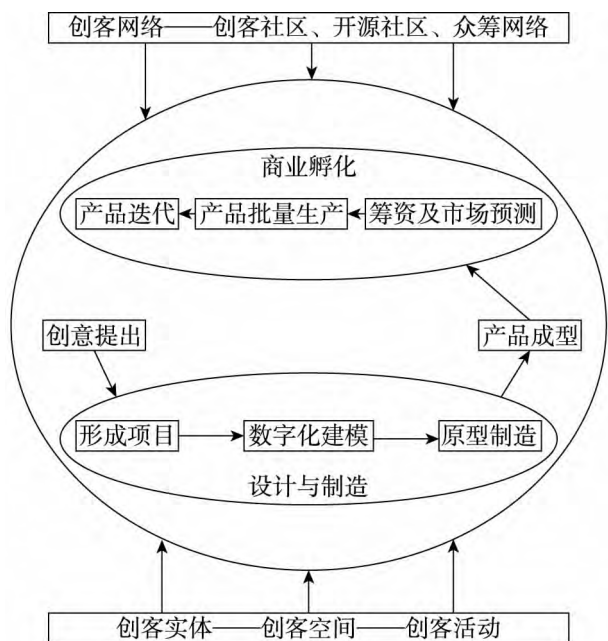 创客网络——创客社区、开源社区、众筹网络
商业孵化
产品迭代 产品批量生产 筹资及市场预测
创意提出 产品成型
形成项目 数字化建模 原型制造
设计与制造
创客实体——创客空间——创客活动